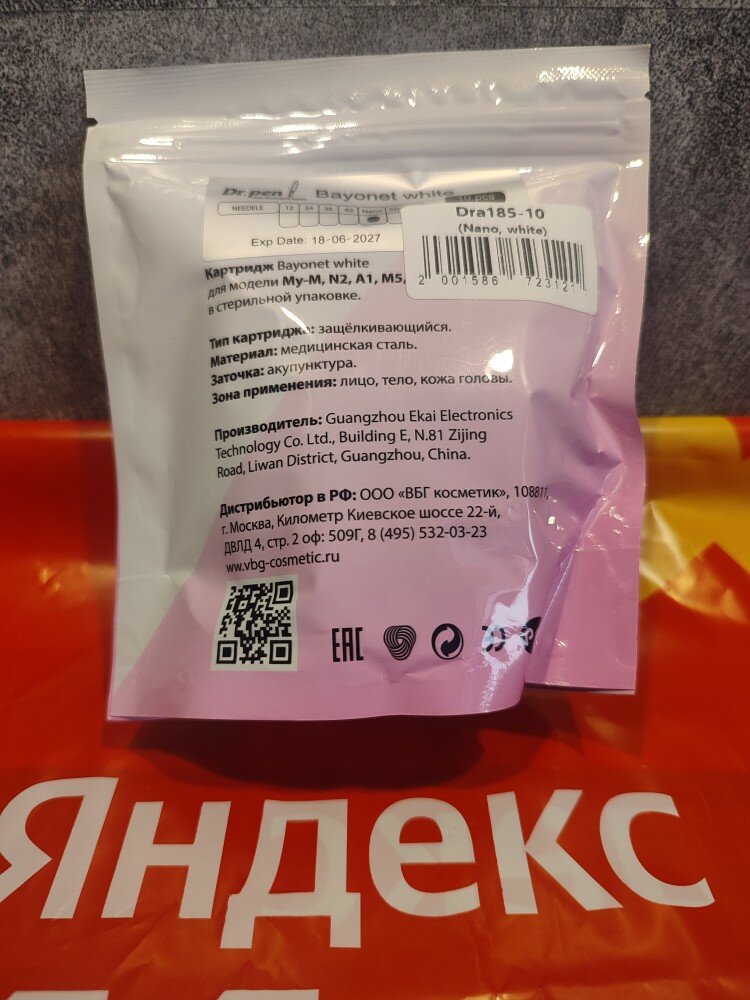 Dr.pen Bayonet white 10 pcs
NEEDELE 12 24 36 A2 Nano
Exp Date: 18-06-2027
Dra185-10
(Nano, white)
2 001586 723121
Картридж Bayonet white
для модели My-M, N2, A1, M5,
в стерильной упаковке.
Тип картриджа: защёлкивающийся.
Материал: медицинская сталь.
Заточка: акупунктура.
Зона применения: лицо, тело, кожа головы.
Производитель: Guangzhou Ekai Electronics
Technology Co. Ltd., Building E, N.81 Zijing
Road, Liwan District, Guangzhou, China.
Дистрибьютор в РФ: ООО «ВБГ косметик», 108811,
г. Москва, Километр Киевское шоссе 22-й,
ДВЛД 4, стр. 2 оф: 509Г, 8 (495) 532-03-23
www.vbg-cosmetic.ru
EAC
Яндекс